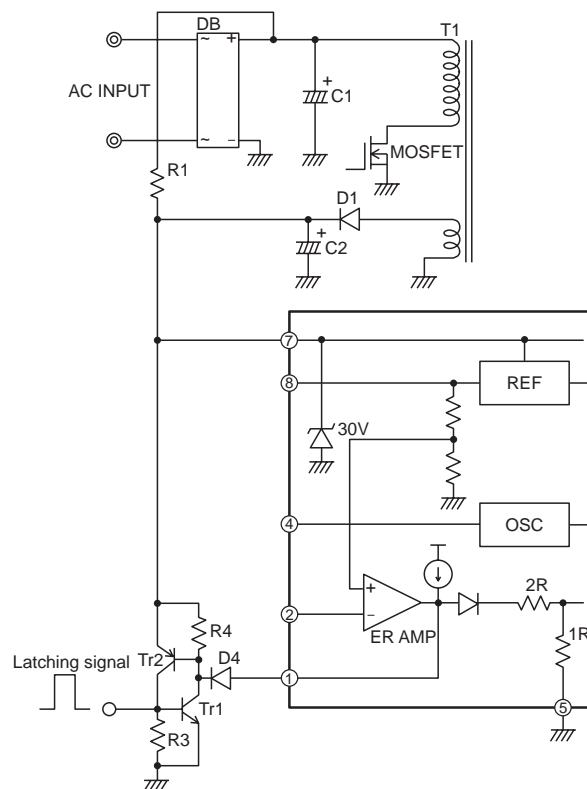 DB
T1
~
+
+
C1
AC INPUT
~
−
MOSFET
R1
D1
+
C2
7
8
REF
30V
4
OSC
+
2R
2
−
ER AMP
1R
R4
D4
Latching signal
Tr2
1
Tr1
R3
5